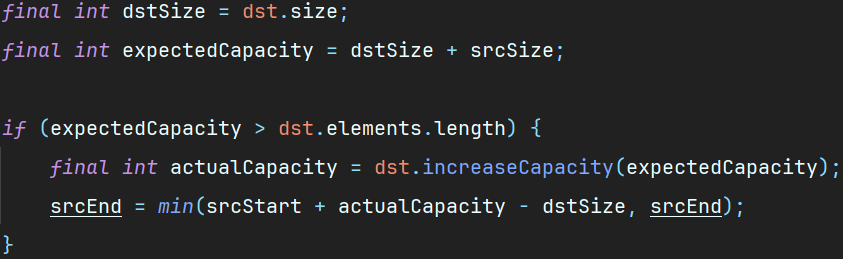 final int dstSize = dst.size;
final int expectedCapacity = dstSize + srcSize;
if (expectedCapacity > dst.elements.length) {
final int actualCapacity = dst.increaseCapacity(expectedCapacity);
srcEnd = min(srcStart + actualCapacity - dstSize, srcEnd);
}